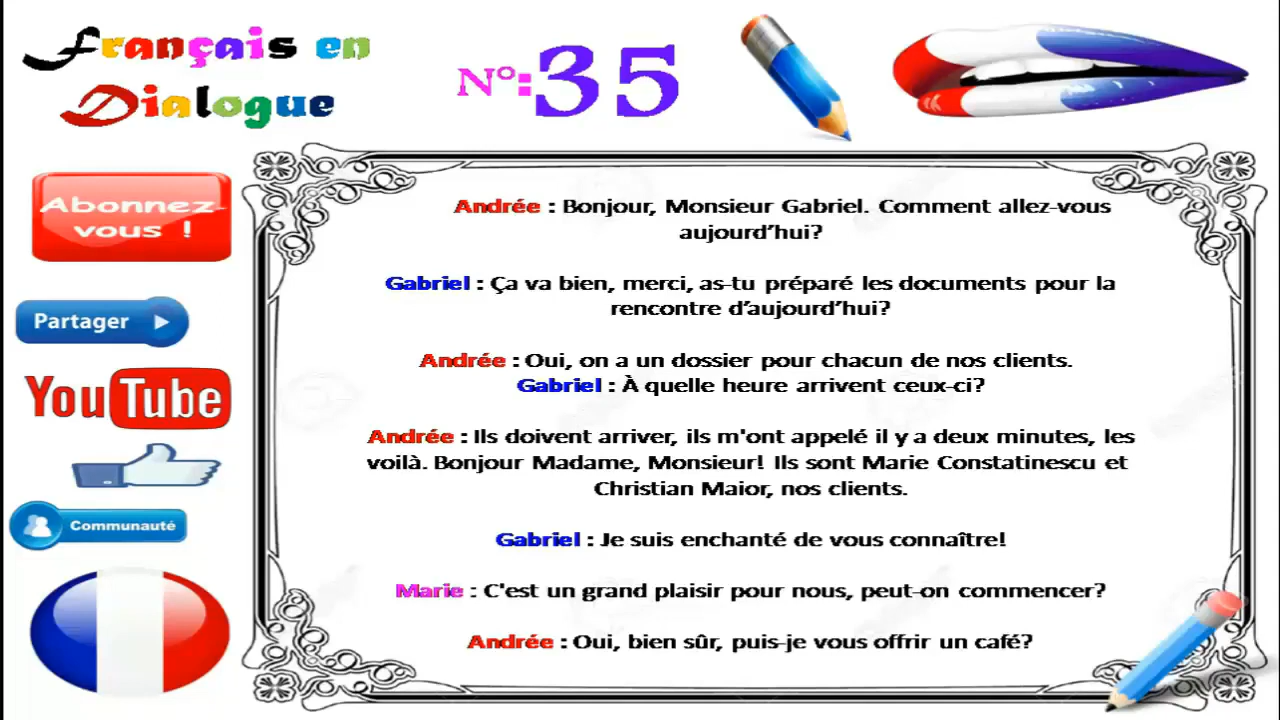 Français en
Dialogue
N°:35
Abonnez-
vous !
Partager
YouTube
Communauté
Andrée : Bonjour, Monsieur Gabriel. Comment allez-vous
aujourd’hui?
Gabriel : Ça va bien, merci, as-tu préparé les documents pour la
rencontre d’aujourd’hui?
Andrée : Oui, on a un dossier pour chacun de nos clients.
Gabriel : À quelle heure arrivent ceux-ci?
Andrée : Ils doivent arriver, ils m'ont appelé il y a deux minutes, les
voilà. Bonjour Madame, Monsieur! Ils sont Marie Constatinescu et
Christian Maior, nos clients.
Gabriel : Je suis enchanté de vous connaître!
Marie : C'est un grand plaisir pour nous, peut-on commencer?
Andrée : Oui, bien sûr, puis-je vous offrir un café?